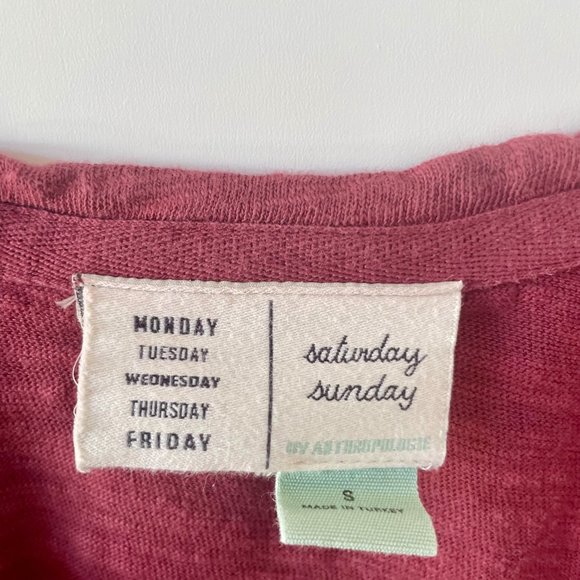 MONDAY
TUESDAY
WEDNESDAY
THURSDAY
FRIDAY
saturday
sunday
BY ANTHROPOLOGIE
S
MADE IN TURKEY